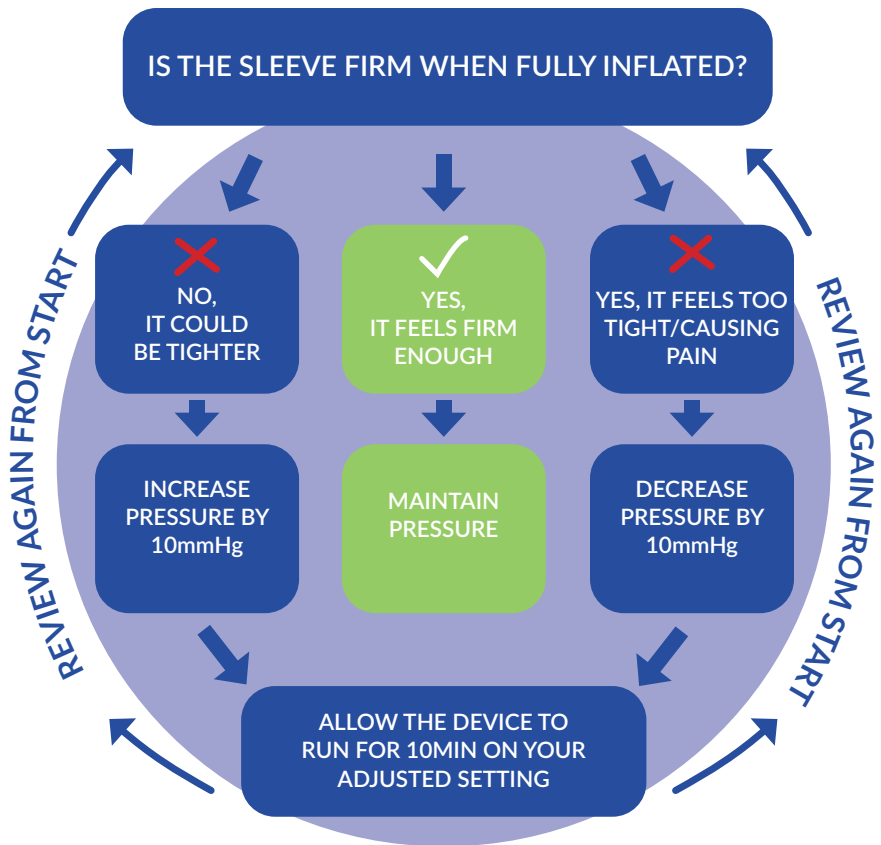 IS THE SLEEVE FIRM WHEN FULLY INFLATED?
NO,
IT COULD
BE TIGHTER
YES,
IT FEELS FIRM
ENOUGH
YES, IT FEELS TOO
TIGHT/CAUSING
PAIN
INCREASE
PRESSURE BY
10mmHg
MAINTAIN
PRESSURE
DECREASE
PRESSURE BY
10mmHg
ALLOW THE DEVICE TO
RUN FOR 10MIN ON YOUR
ADJUSTED SETTING
REVIEW AGAIN FROM START
REVIEW AGAIN FROM START